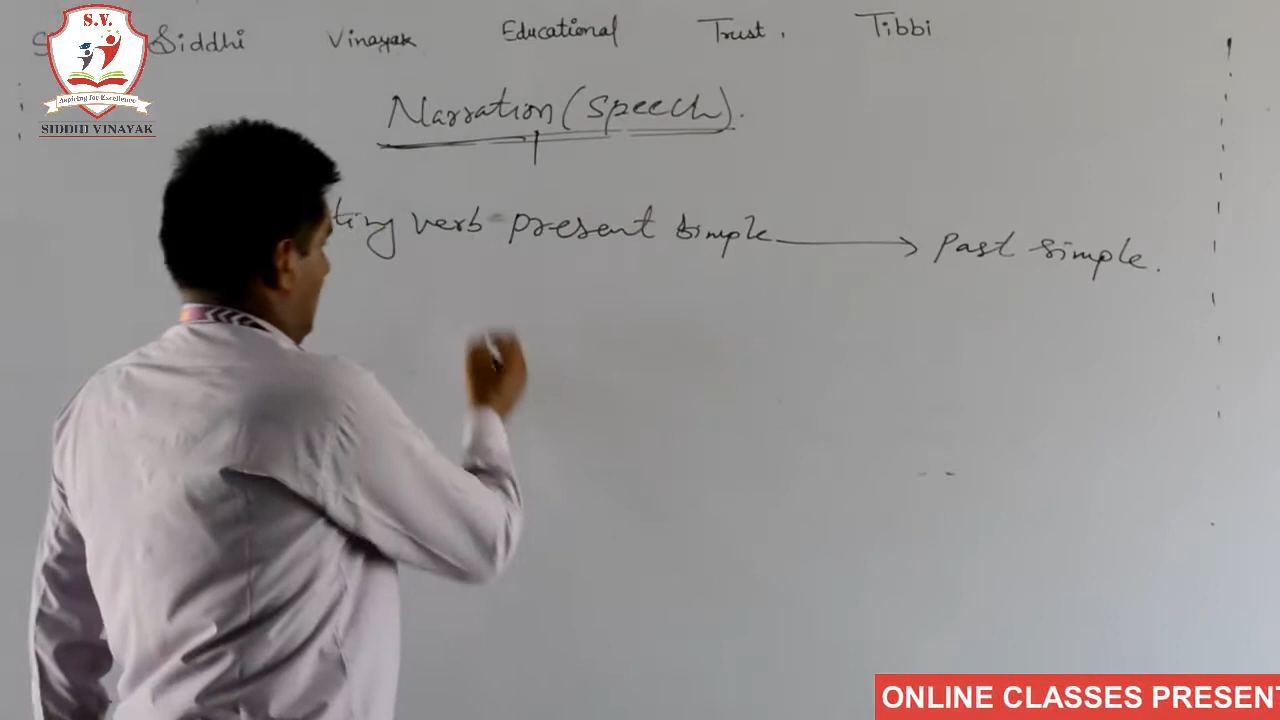 S.V.
Aspiring for Excellence
SIDDHI VINAYAK
Siddhi Vinayak Educational Trust, Tibbi
Narration (Speech).
ting verb present simple → Past simple.
ONLINE CLASSES PRESENT